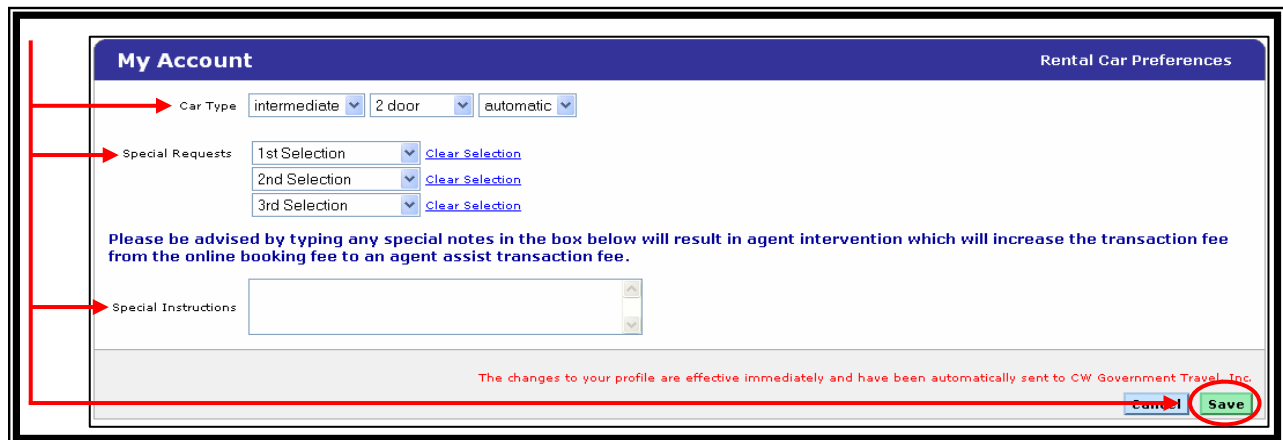 My Account
Rental Car Preferences
Car Type intermediate 2 door automatic
Special Requests 1st Selection Clear Selection
2nd Selection Clear Selection
3rd Selection Clear Selection
Please be advised by typing any special notes in the box below will result in agent intervention which will increase the transaction fee
from the online booking fee to an agent assist transaction fee.
Special Instructions
The changes to your profile are effective immediately and have been automatically sent to CW Government Travel, Inc.
Cancel Save